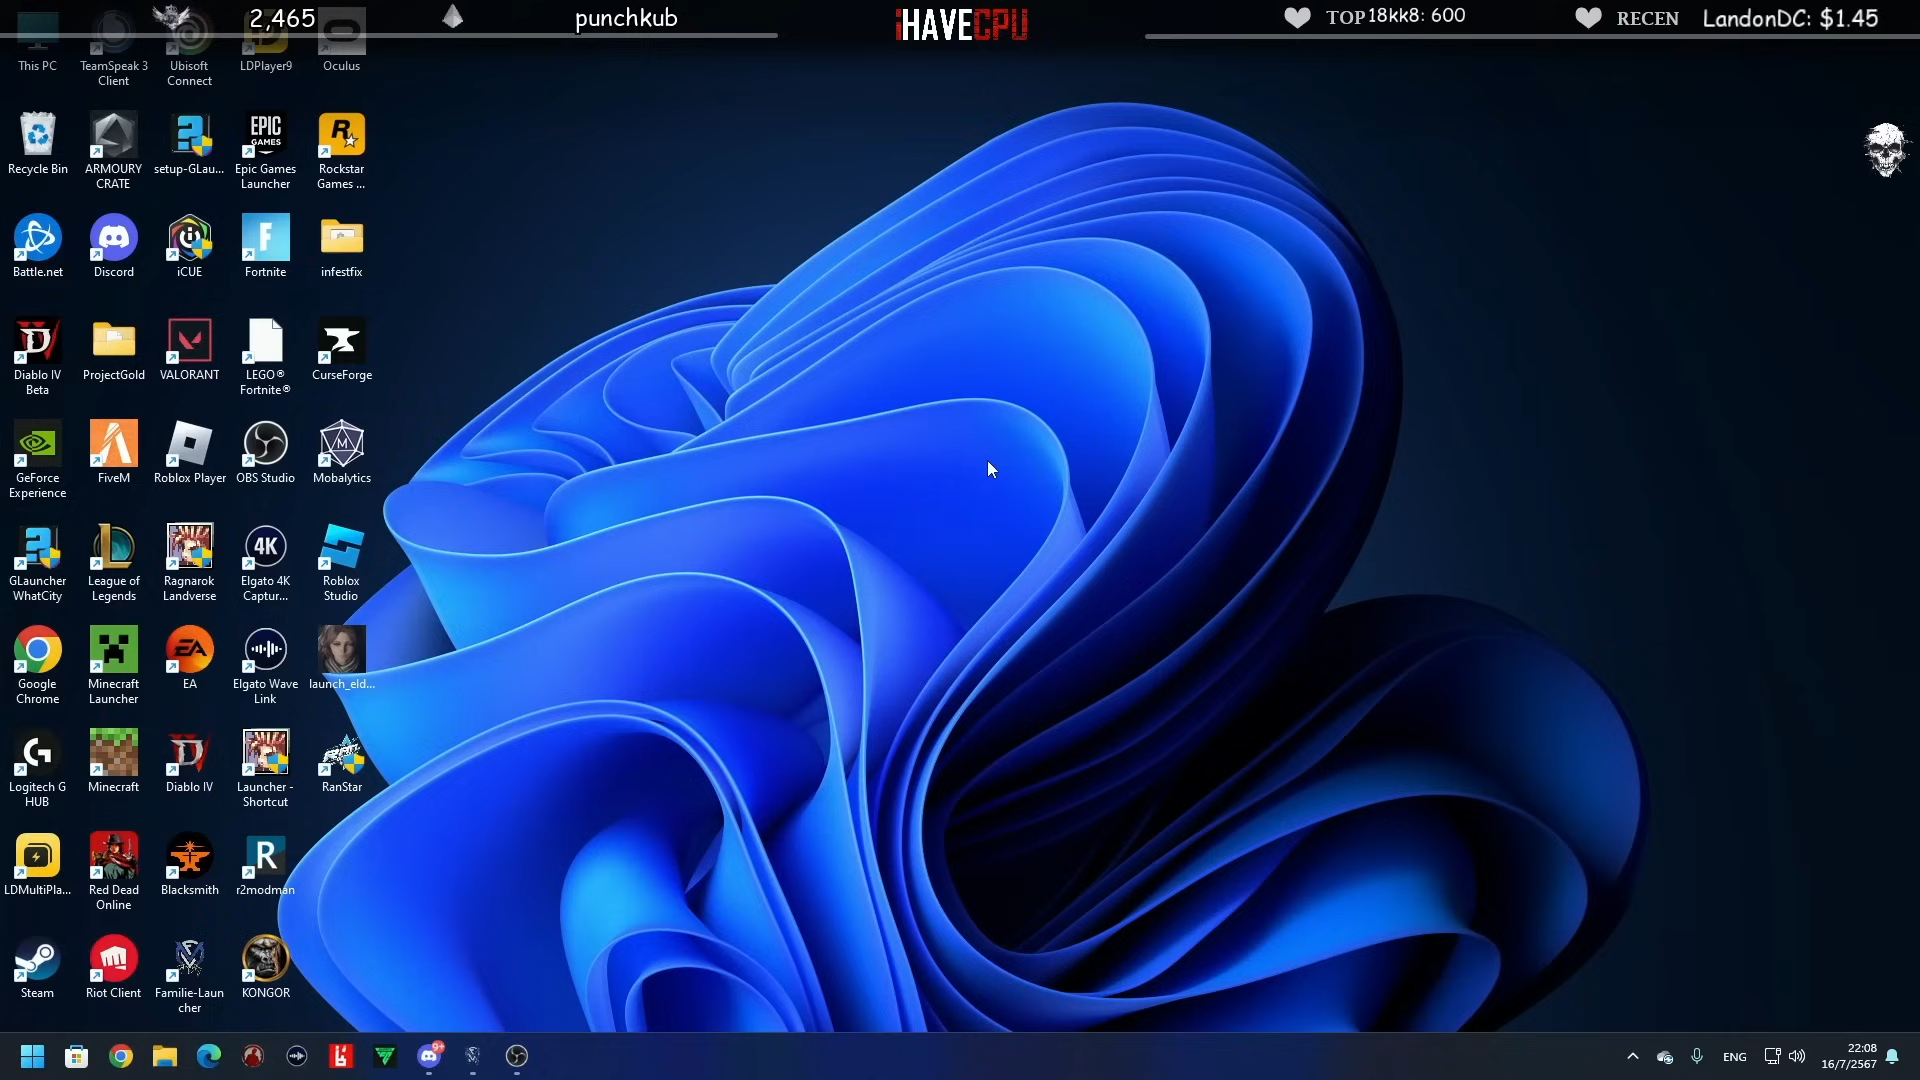 2,465
punchkub
iHAVECPU
TOP 18kk8: 600
RECEN LandonDC: $1.45
This PC
TeamSpeak 3
Client
Ubisoft
Connect
LDPlayer9
Oculus
Recycle Bin
ARMOURY
CRATE
setup-GLau...
EPIC
GAMES
Epic Games
Launcher
R
Rockstar
Games ...
Battle.net
Discord
iCUE
F
Fortnite
infestfix
Diablo IV
Beta
ProjectGold
VALORANT
LEGO®
Fortnite®
CurseForge
GeForce
Experience
FiveM
Roblox Player
OBS Studio
M
Mobalytics
GLauncher
WhatCity
League of
Legends
Ragnarok
Landverse
4K
Elgato 4K
Captur...
Roblox
Studio
Google
Chrome
Minecraft
Launcher
EA
EA
Elgato Wave
Link
launch_eld...
Logitech G
HUB
Minecraft
Diablo IV
Launcher -
Shortcut
RanStar
LDMultiPla...
Red Dead
Online
Blacksmith
R
r2modman
Steam
Riot Client
Familie-Laun
cher
KONGOR
9+
ENG
22:08
16/7/2567